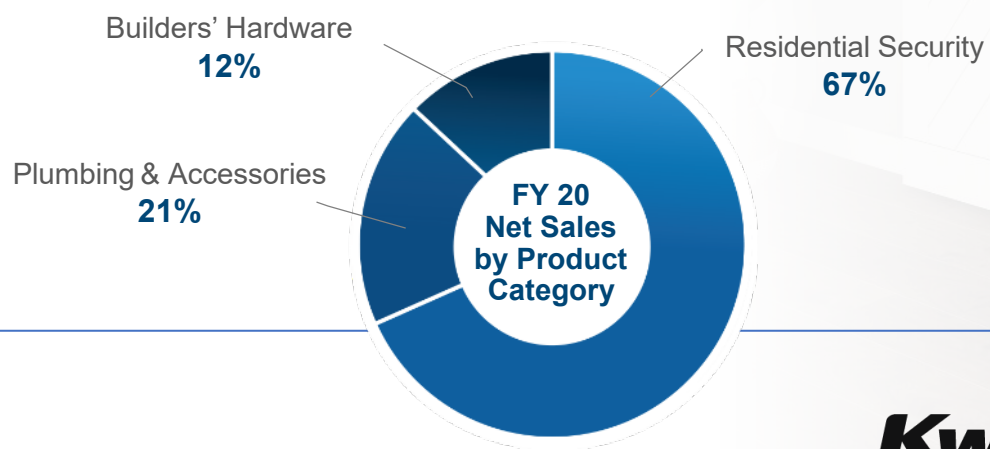 Builders’ Hardware
12%
Residential Security
67%
Plumbing & Accessories
21%
FY 20
Net Sales
by Product
Category